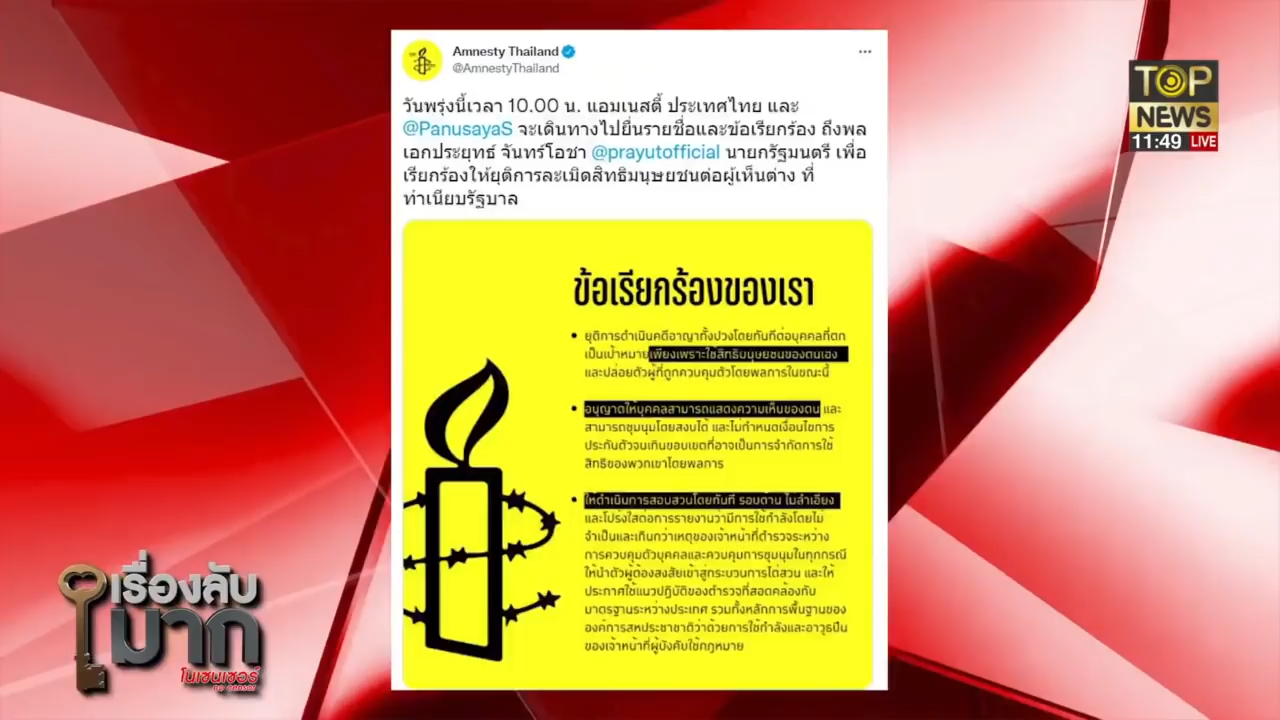 Amnesty Thailand
@AmnestyThailand
วันพรุ่งนี้เวลา 10.00 น. แอมเนสตี้ ประเทศไทย และ
@PanusayaS จะเดินทางไปยื่นรายชื่อและข้อเรียกร้อง ถึงพล
เอกประยุทธ์ จันทร์โอชา @prayutofficial นายกรัฐมนตรี เพื่อ
เรียกร้องให้ยุติการละเมิดสิทธิมนุษยชนต่อผู้เห็นต่าง ที่
ทำเนียบรัฐบาล
ข้อเรียกร้องของเรา
• ยุติการดำเนินคดีอาญาทั้งปวงโดยทันทีต่อบุคคลที่ตก
เป็นเป้าหมายเพียงเพราะใช้สิทธิมนุษยชนของตนเอง
และปล่อยตัวผู้ที่ถูกควบคุมตัวโดยพลการในขณะนี้
• อนุญาตให้บุคคลสามารถแสดงความเห็นของตน และ
สามารถชุมนุมโดยสงบได้ และไม่กำหนดเงื่อนไขการ
ประกันตัวจนเกินขอบเขตที่อาจเป็นการจำกัดการใช้
สิทธิของพวกเขาโดยพลการ
• ให้ดำเนินการสอบสวนโดยทันที รอบด้าน ไม่ลำเอียง
และโปร่งใสต่อการรายงานว่ามีการใช้กำลังโดยไม่
จำเป็นและเกินกว่าเหตุของเจ้าหน้าที่ตำรวจระหว่าง
การควบคุมตัวบุคคลและควบคุมการชุมนุมในทุกกรณี
ให้นำตัวผู้ต้องสงสัยเข้าสู่กระบวนการไต่สวน และให้
ประกาศใช้แนวปฏิบัติของตำรวจที่สอดคล้องกับ
มาตรฐานระหว่างประเทศ รวมทั้งหลักการพื้นฐานของ
องค์การสหประชาชาติว่าด้วยการใช้กำลังและอาวุธปืน
ของเจ้าหน้าที่ผู้บังคับใช้กฎหมาย
TOP
NEWS
11:49 LIVE
เรื่องลับ
มาก
โนเซนเซอร์
no censor